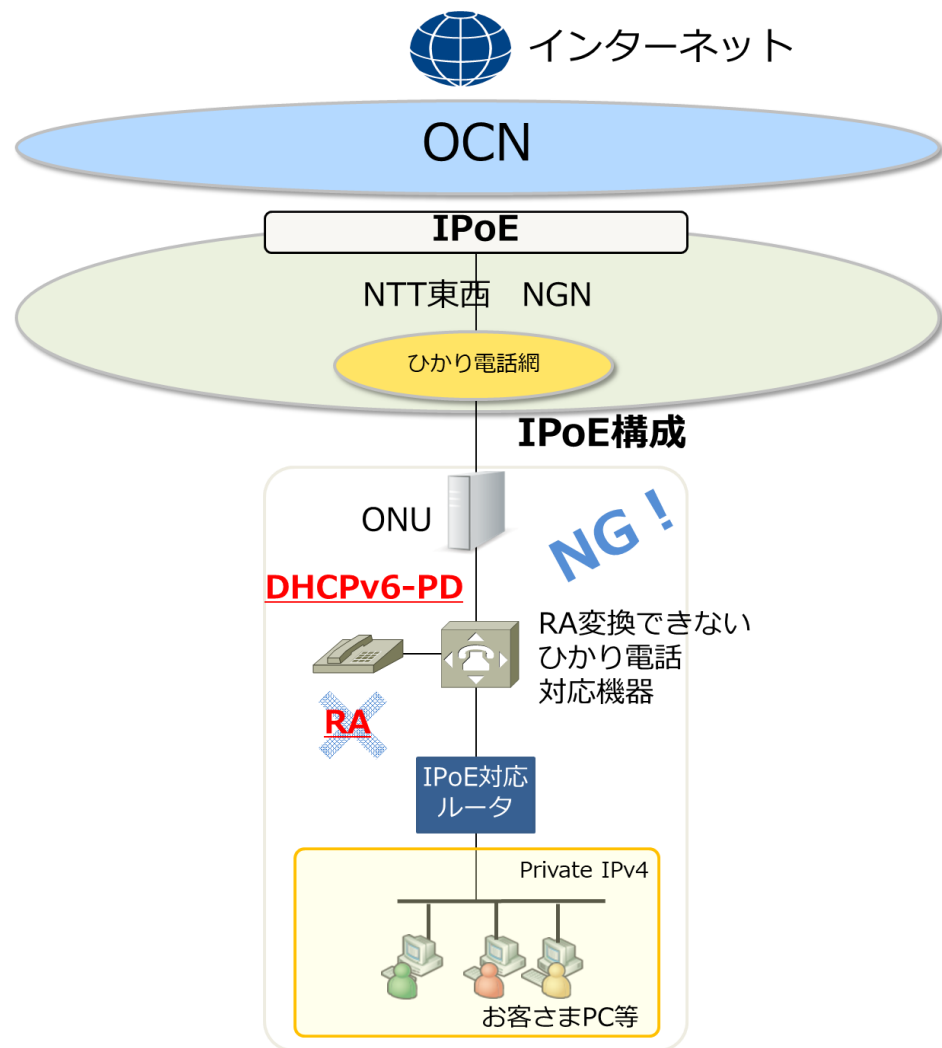 インターネット
OCN
IPoE
NTT東西　NGN
ひかり電話網
IPoE構成
ONU
NG！
DHCPv6-PD
RA変換できない
ひかり電話
対応機器
RA
IPoE対応
ルータ
Private IPv4
お客さまPC等